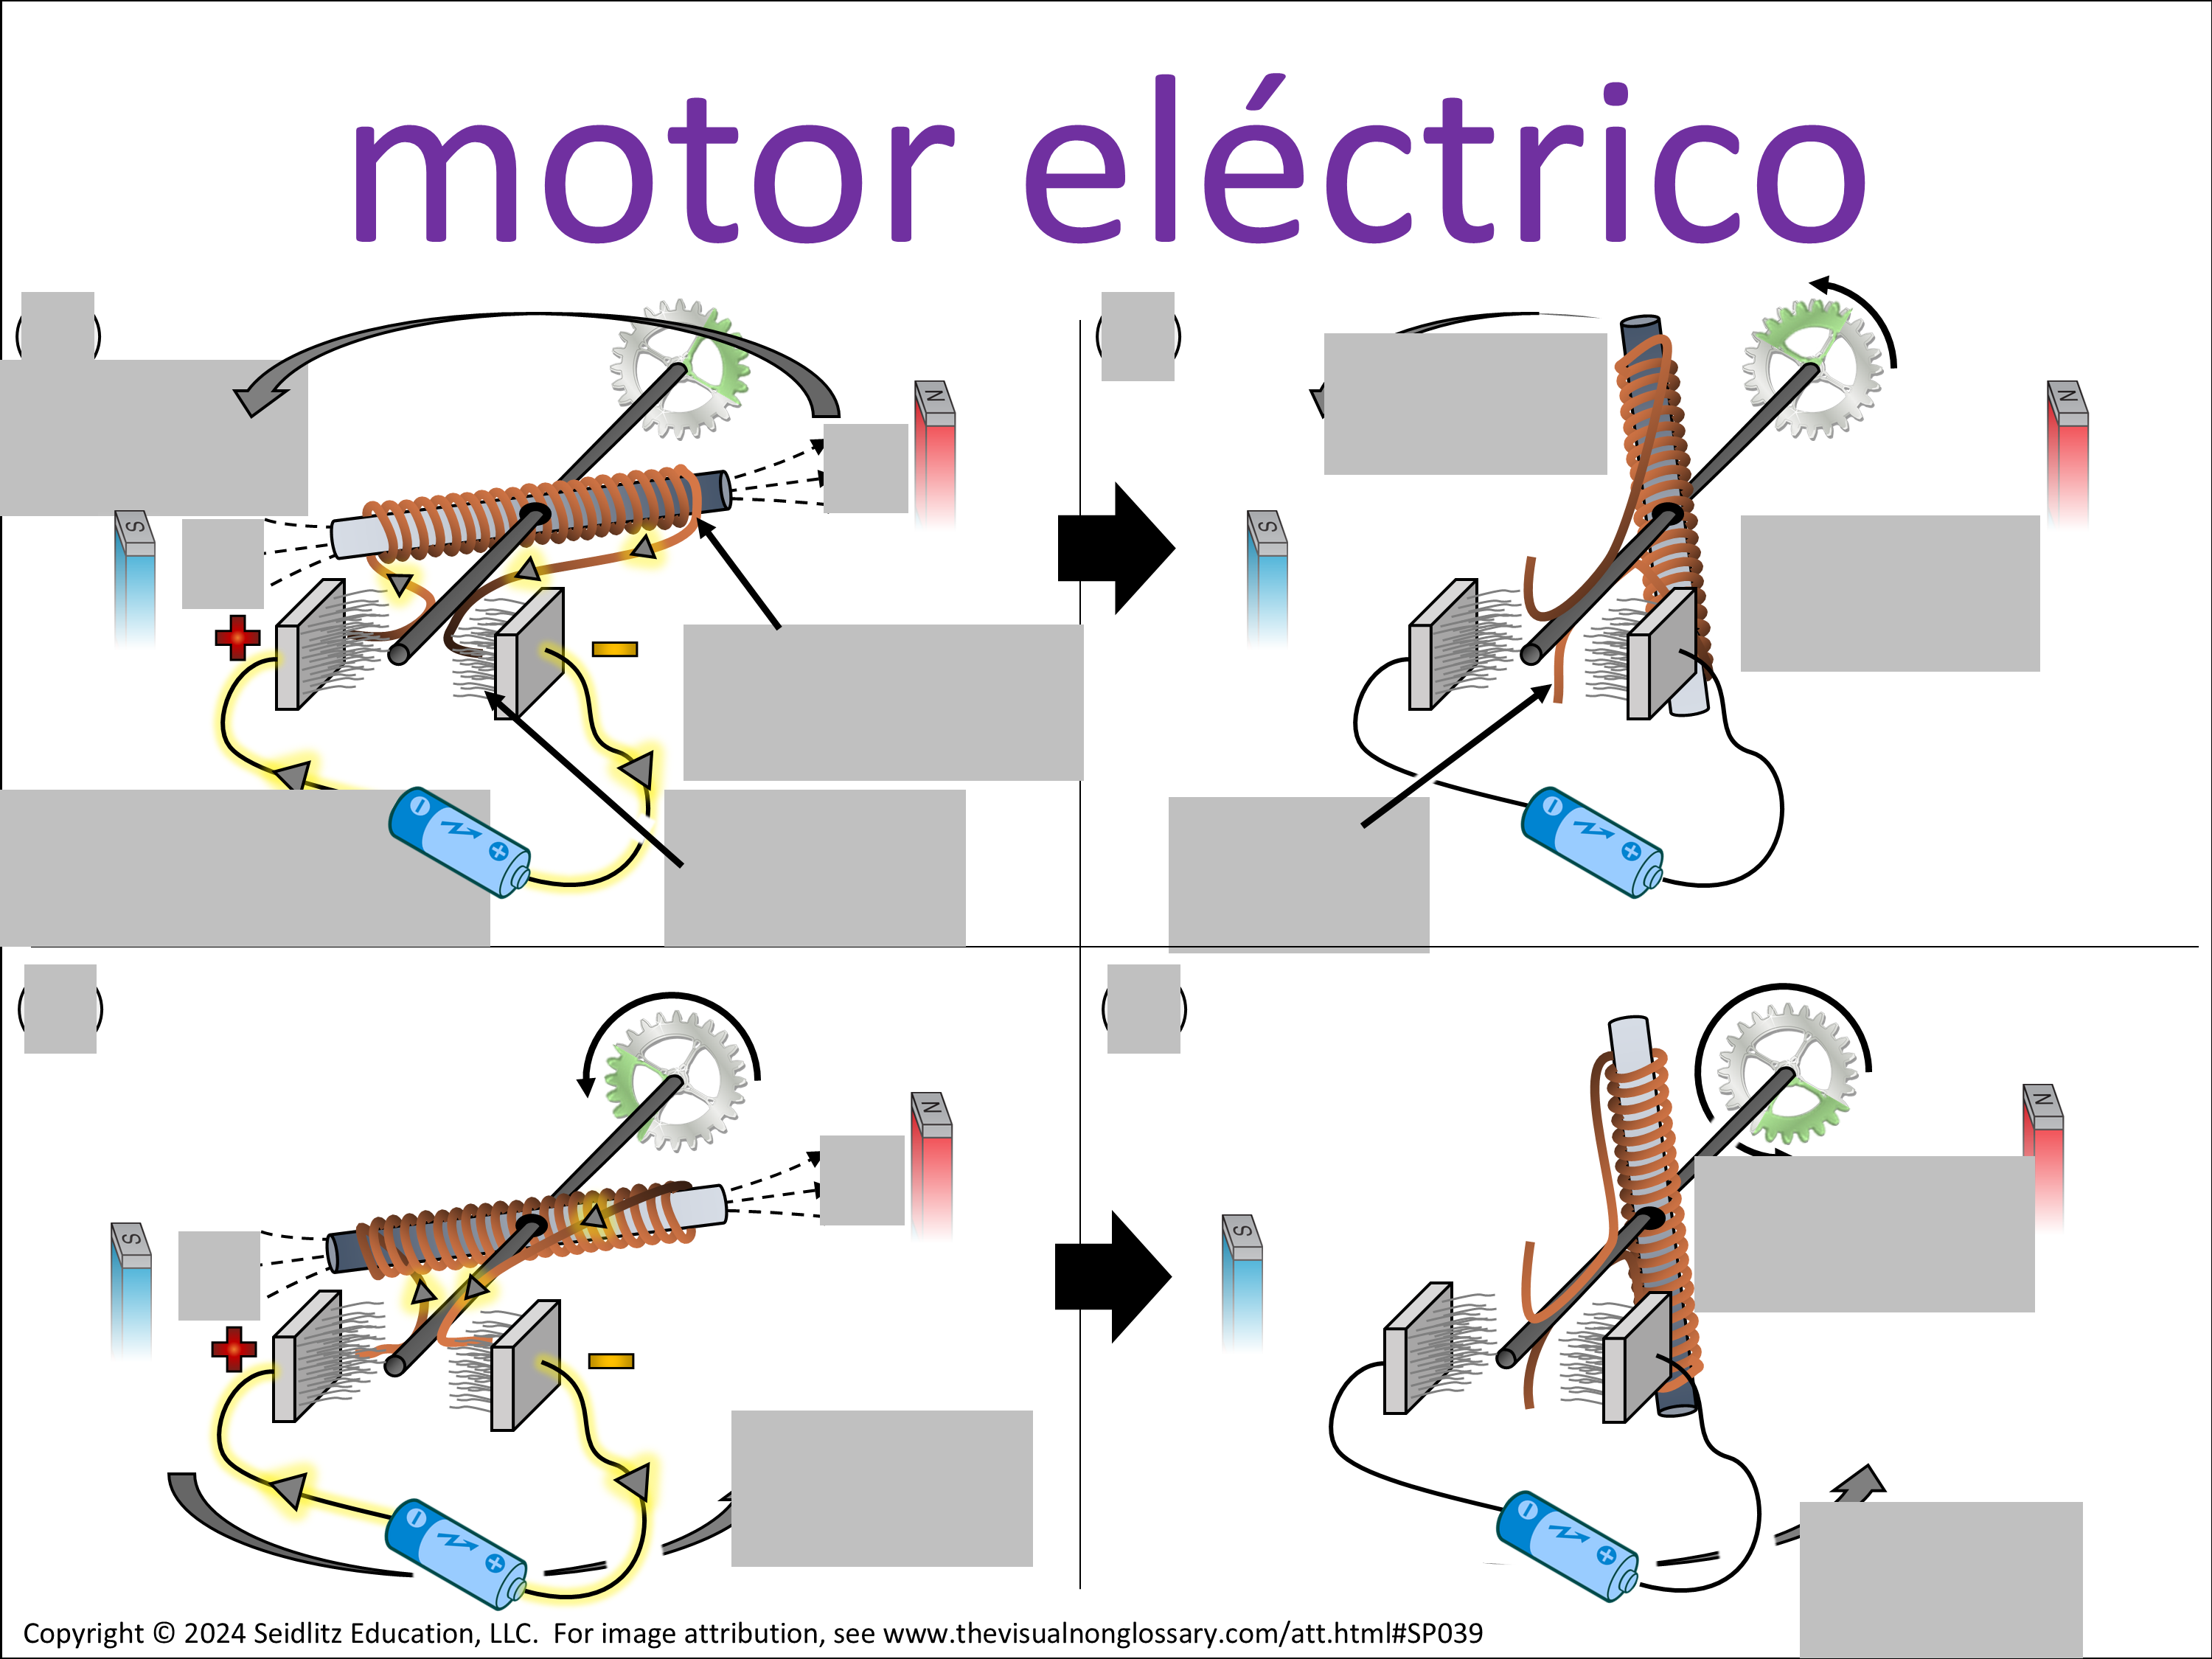 motor eléctrico
N
S
N
S
N
S
N
S
Copyright © 2024 Seidlitz Education, LLC. For image attribution, see www.thevisualnonglossary.com/att.html#SP039